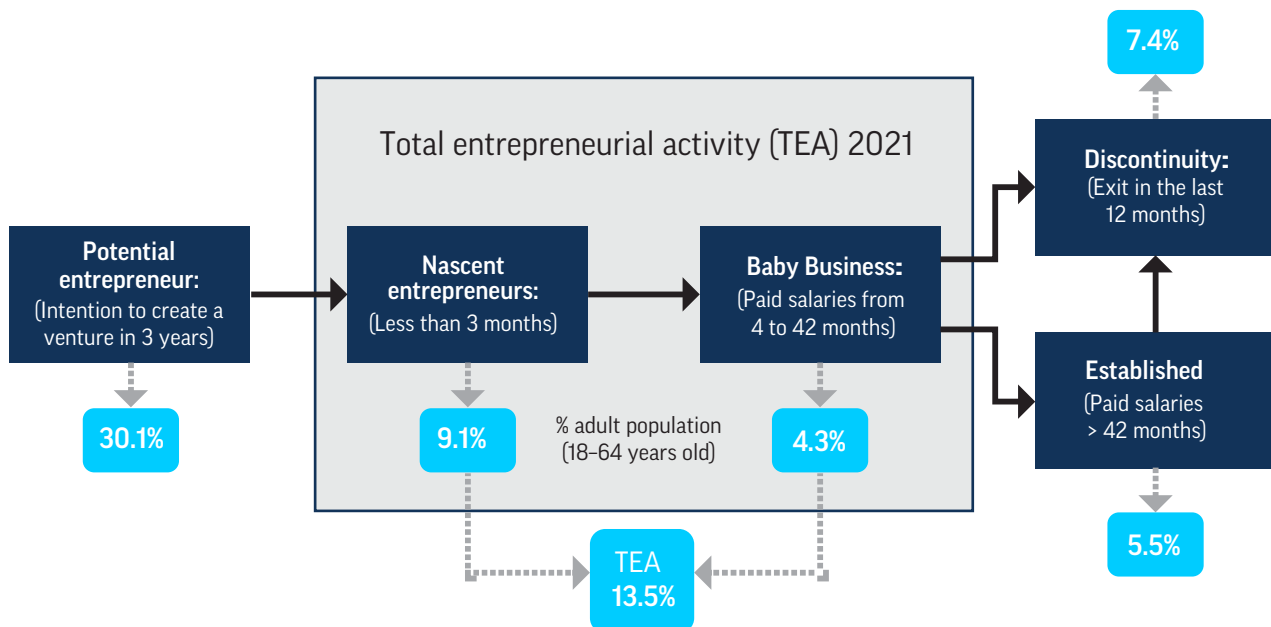 Total entrepreneurial activity (TEA) 2021
Potential
entrepreneur:
(Intention to create a
venture in 3 years)
30.1%
Nascent
entrepreneurs:
(Less than 3 months)
9.1%
% adult population
(18–64 years old)
Baby Business:
(Paid salaries from
4 to 42 months)
4.3%
TEA
13.5%
7.4%
Discontinuity:
(Exit in the last
12 months)
Established
(Paid salaries
> 42 months)
5.5%